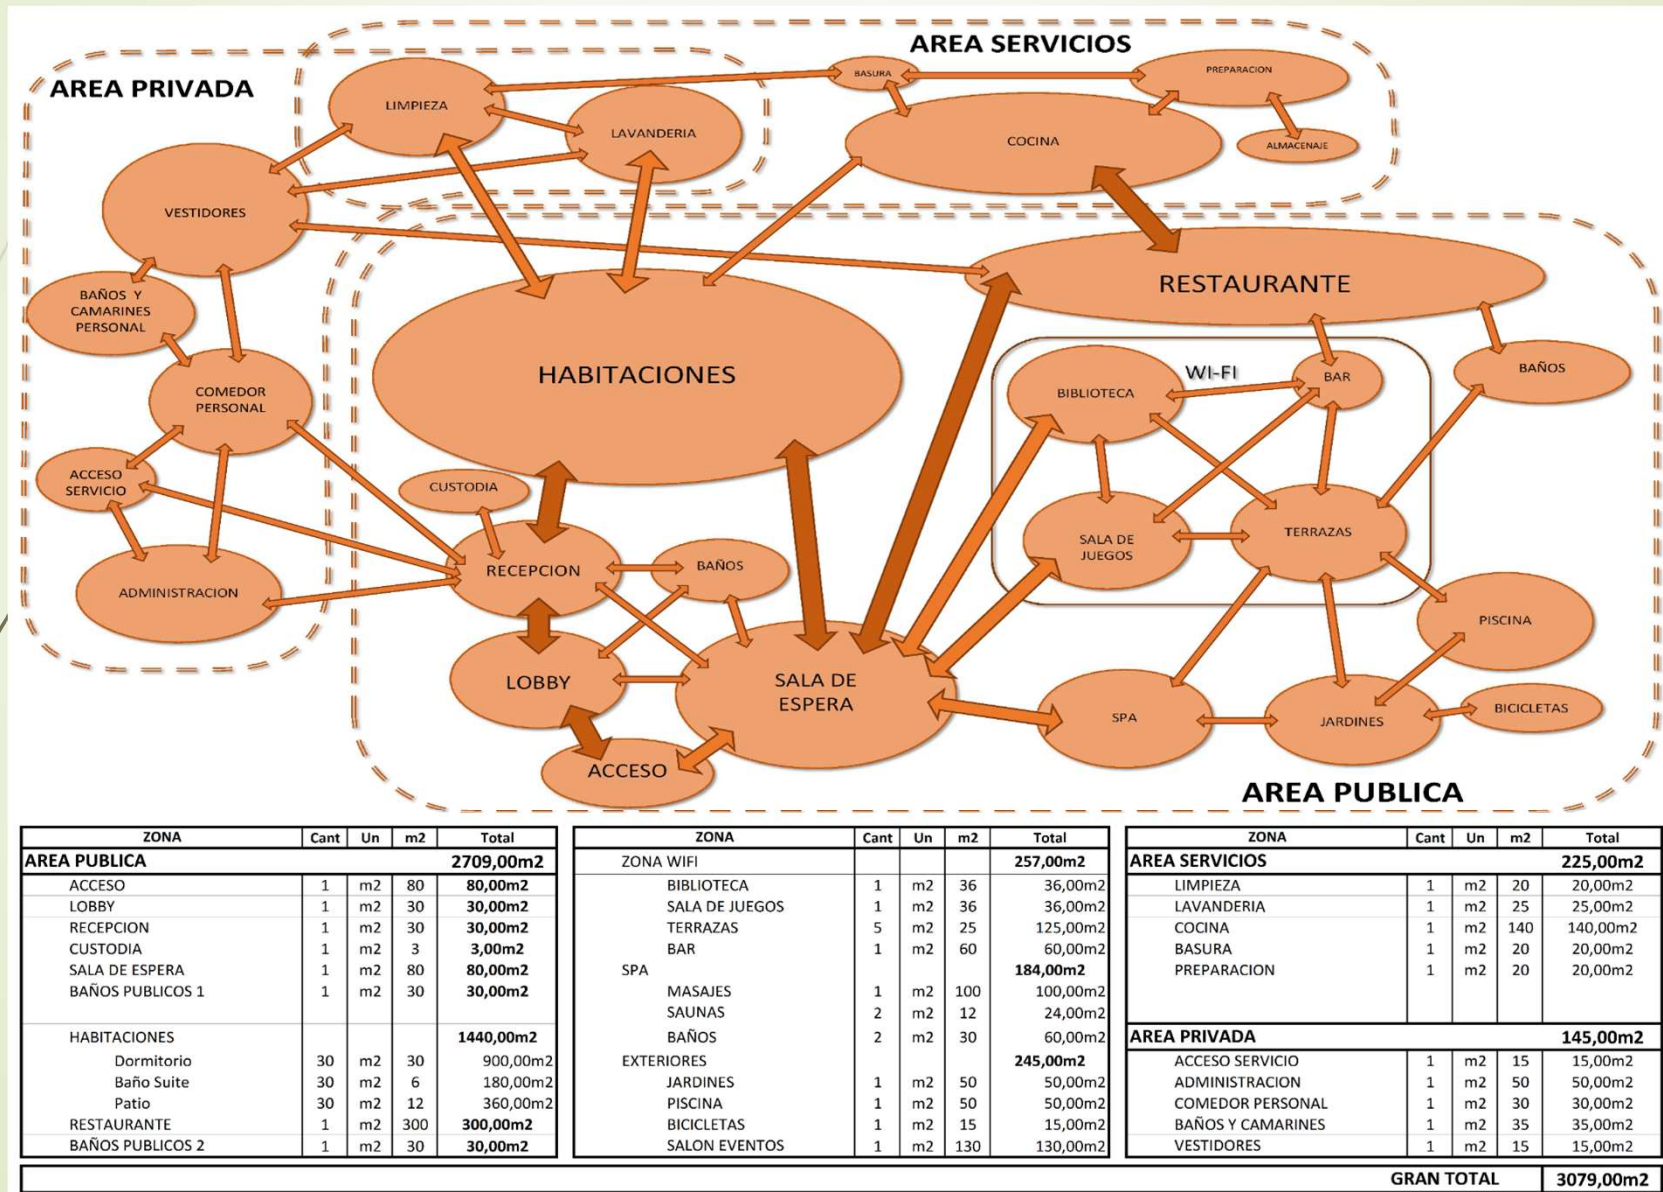 AREA SERVICIOS
AREA PRIVADA
LIMPIEZA
LAVANDERIA
BASURA
PREPARACION
COCINA
ALMACENAJE
VESTIDORES
BAÑOS Y
CAMARINES
PERSONAL
COMEDOR
PERSONAL
ACCESO
SERVICIO
ADMINISTRACION
HABITACIONES
RESTAURANTE
WI-FI
BIBLIOTECA
BAR
BAÑOS
SALA DE
JUEGOS
TERRAZAS
CUSTODIA
RECEPCION
BAÑOS
LOBBY
SALA DE
ESPERA
ACCESO
PISCINA
SPA
JARDINES
BICICLETAS
AREA PUBLICA
ZONA Cant Un m2 Total
AREA PUBLICA 2709,00m2
ACCESO 1 m2 80 80,00m2
LOBBY 1 m2 30 30,00m2
RECEPCION 1 m2 30 30,00m2
CUSTODIA 1 m2 3 3,00m2
SALA DE ESPERA 1 m2 80 80,00m2
BAÑOS PUBLICOS 1 1 m2 30 30,00m2
HABITACIONES 1440,00m2
Dormitorio 30 m2 30 900,00m2
Baño Suite 30 m2 6 180,00m2
Patio 30 m2 12 360,00m2
RESTAURANTE 1 m2 300 300,00m2
BAÑOS PUBLICOS 2 1 m2 30 30,00m2
ZONA Cant Un m2 Total
ZONA WIFI 257,00m2
BIBLIOTECA 1 m2 36 36,00m2
SALA DE JUEGOS 1 m2 36 36,00m2
TERRAZAS 5 m2 25 125,00m2
BAR 1 m2 60 60,00m2
SPA 184,00m2
MASAJES 1 m2 100 100,00m2
SAUNAS 2 m2 12 24,00m2
BAÑOS 2 m2 30 60,00m2
EXTERIORES 245,00m2
JARDINES 1 m2 50 50,00m2
PISCINA 1 m2 50 50,00m2
BICICLETAS 1 m2 15 15,00m2
SALON EVENTOS 1 m2 130 130,00m2
ZONA Cant Un m2 Total
AREA SERVICIOS 225,00m2
LIMPIEZA 1 m2 20 20,00m2
LAVANDERIA 1 m2 25 25,00m2
COCINA 1 m2 140 140,00m2
BASURA 1 m2 20 20,00m2
PREPARACION 1 m2 20 20,00m2
AREA PRIVADA 145,00m2
ACCESO SERVICIO 1 m2 15 15,00m2
ADMINISTRACION 1 m2 50 50,00m2
COMEDOR PERSONAL 1 m2 30 30,00m2
BAÑOS Y CAMARINES 1 m2 35 35,00m2
VESTIDORES 1 m2 15 15,00m2
GRAN TOTAL 3079,00m2